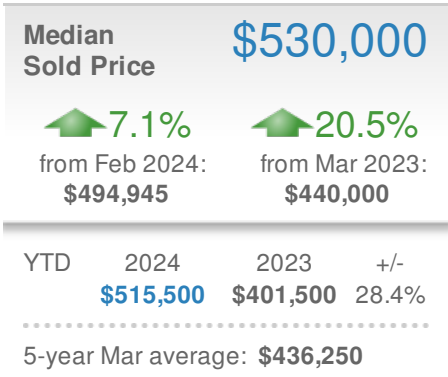 Median
Sold Price
$530,000
7.1%
20.5%
from Feb 2024:
from Mar 2023:
$494,945
$440,000
YTD 2024 2023 +/-
$515,500 $401,500 28.4%
5-year Mar average: $436,250